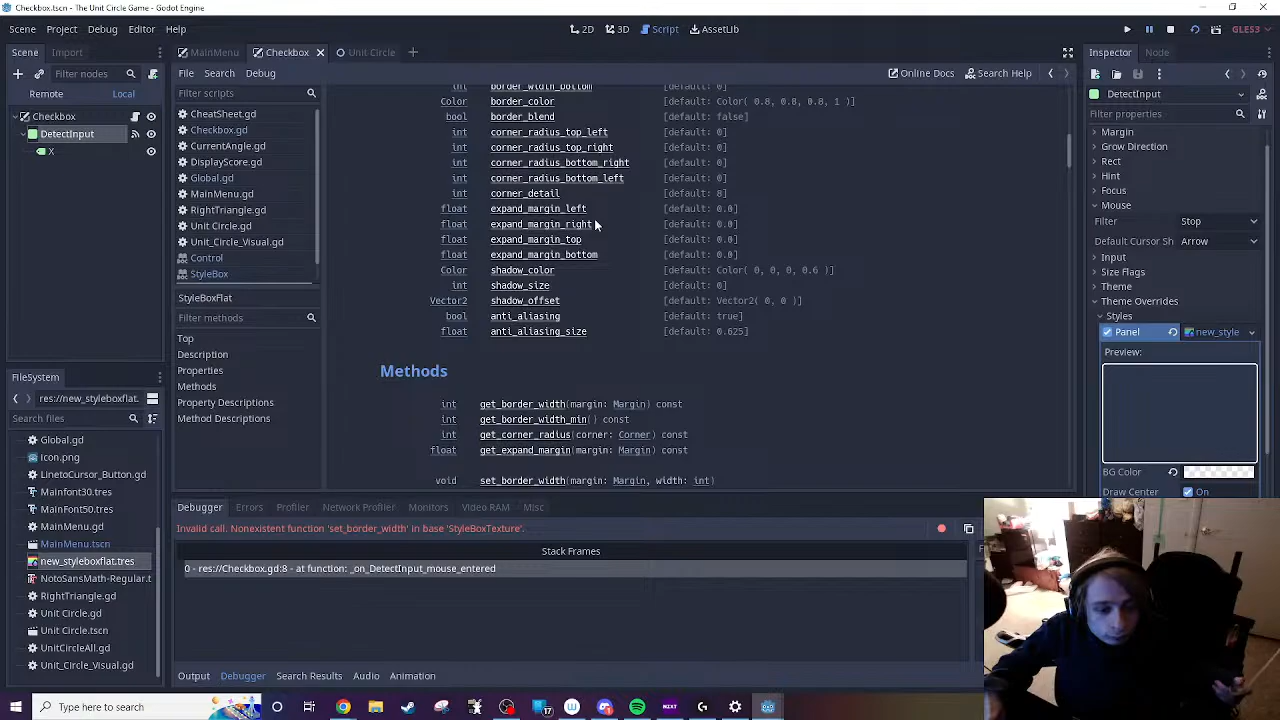 Checkbox.tscn - The Unit Circle Game - Godot Engine
Scene Project Debug Editor Help
2D 3D Script AssetLib
GLES3
Scene Import
MainMenu Checkbox Unit Circle
Inspector Node
Filter nodes
File Search Debug
Online Docs Search Help
Remote Local
Filter scripts
DetectInput
Filter properties
Checkbox
DetectInput
X
CheatSheet.gd
Checkbox.gd
CurrentAngle.gd
DisplayScore.gd
Global.gd
MainMenu.gd
RightTriangle.gd
Unit Circle.gd
Unit_Circle_Visual.gd
Control
StyleBox
StyleBoxFlat
Filter methods
Top
Description
Properties
Methods
Property Descriptions
Method Descriptions
int border_width_bottom [default: 0]
Color border_color [default: Color( 0.8, 0.8, 0.8, 1 )]
bool border_blend [default: false]
int corner_radius_top_left [default: 0]
int corner_radius_top_right [default: 0]
int corner_radius_bottom_right [default: 0]
int corner_radius_bottom_left [default: 0]
int corner_detail [default: 8]
float expand_margin_left [default: 0.0]
float expand_margin_right [default: 0.0]
float expand_margin_top [default: 0.0]
float expand_margin_bottom [default: 0.0]
Color shadow_color [default: Color( 0, 0, 0, 0.6 )]
int shadow_size [default: 0]
Vector2 shadow_offset [default: Vector2( 0, 0 )]
bool anti_aliasing [default: true]
float anti_aliasing_size [default: 0.625]
Methods
int get_border_width(margin: Margin) const
int get_border_width_min() const
int get_corner_radius(corner: Corner) const
float get_expand_margin(margin: Margin) const
void set_border_width(margin: Margin, width: int)
Margin
Grow Direction
Rect
Hint
Focus
Mouse
Filter Stop
Default Cursor Sh Arrow
Input
Size Flags
Theme
Theme Overrides
Styles
Panel new_style
Preview:
BG Color
Draw Center On
FileSystem
res://new_styleboxflat.
Search files
Global.gd
Icon.png
LinetoCursor_Button.gd
Mainfont30.tres
Mainfont50.tres
MainMenu.gd
MainMenu.tscn
new_styleboxflat.tres
NotoSansMath-Regular.t
RightTriangle.gd
Unit Circle.gd
Unit Circle.tscn
UnitCircleAll.gd
Unit_Circle_Visual.gd
Debugger Errors Profiler Network Profiler Monitors Video RAM Misc
Invalid call. Nonexistent function 'set_border_width' in base 'StyleBoxTexture'.
Stack Frames
0 - res://Checkbox.gd:8 - at function: _on_DetectInput_mouse_entered
Output Debugger Search Results Audio Animation
Type here to search
17